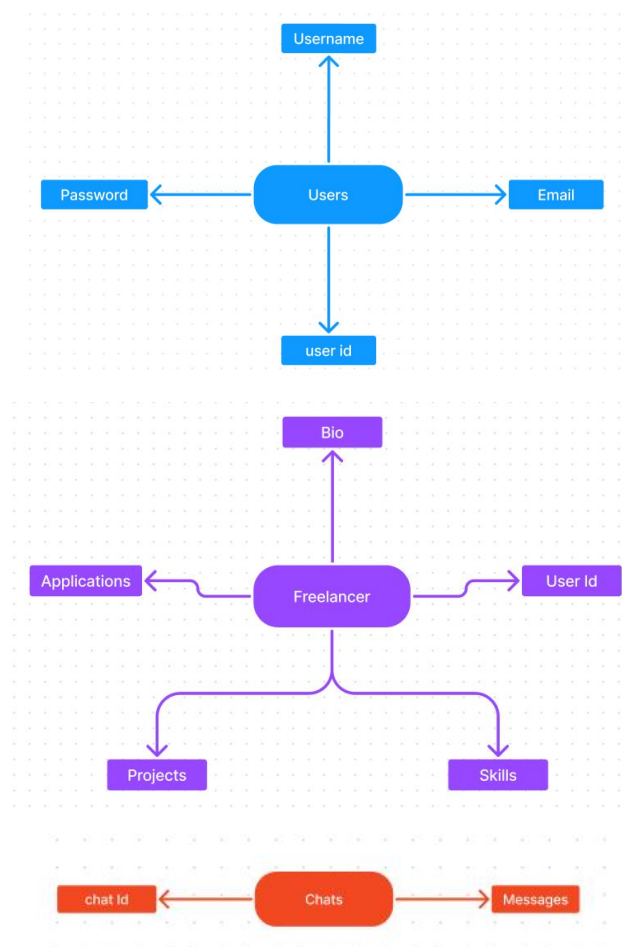 Username
Password
Users
Email
user id
Bio
Applications
Freelancer
User Id
Projects
Skills
chat Id
Chats
Messages